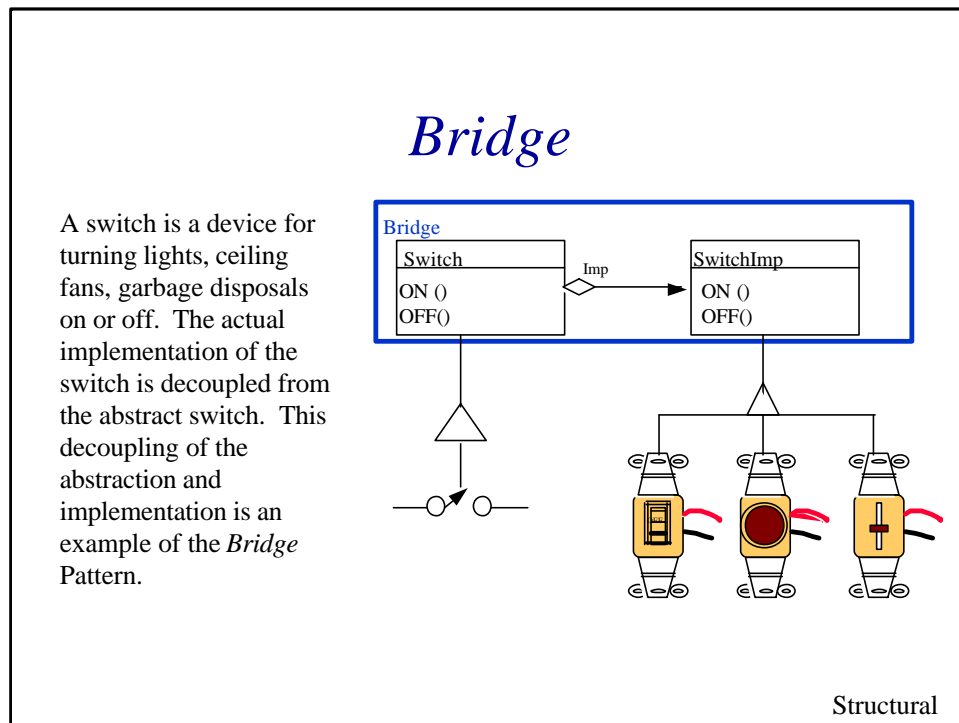 Bridge
A switch is a device for
turning lights, ceiling
fans, garbage disposals
on or off.  The actual
implementation of the
switch is decoupled from
the abstract switch.  This
decoupling of the
abstraction and
implementation is an
example of the Bridge
Pattern.
Bridge
Switch
ON ()
OFF()
Imp
SwitchImp
ON ()
OFF()
Structural